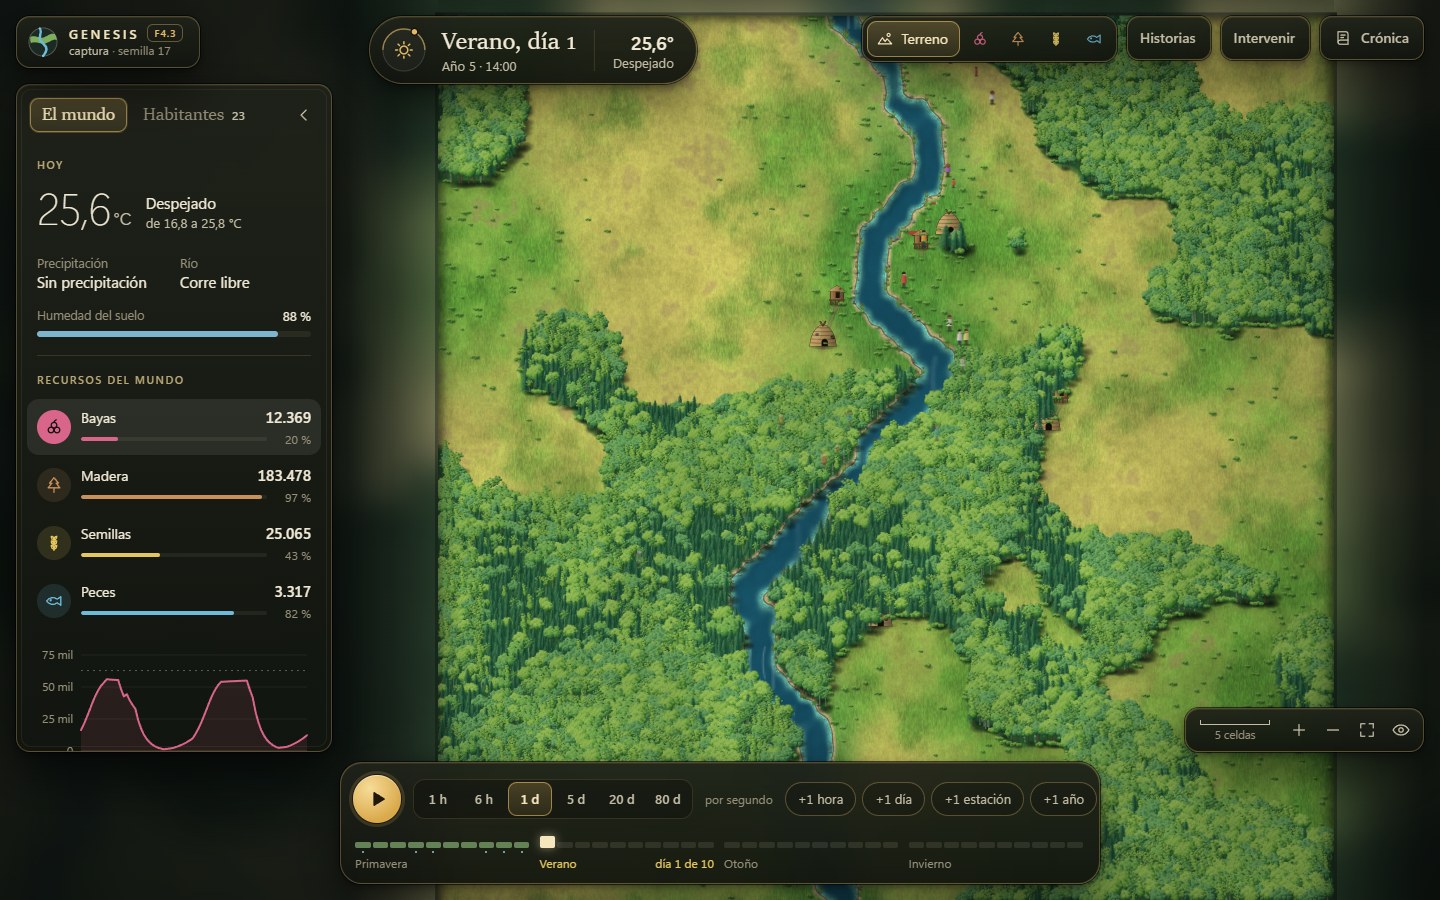 GENESIS F4.3
captura · semilla 17
Verano, día 1
Año 5 · 14:00
25,6°
Despejado
Terreno
Historias
Intervenir
Crónica
El mundo
Habitantes 23
HOY
25,6 °C
Despejado
de 16,8 a 25,8 °C
Precipitación
Sin precipitación
Río
Corre libre
Humedad del suelo 88 %
RECURSOS DEL MUNDO
Bayas 12.369
20 %
Madera 183.478
97 %
Semillas 25.065
43 %
Peces 3.317
82 %
75 mil
50 mil
25 mil
0
5 celdas
1 h 6 h 1 d 5 d 20 d 80 d por segundo +1 hora +1 día +1 estación +1 año
Primavera Verano día 1 de 10 Otoño Invierno